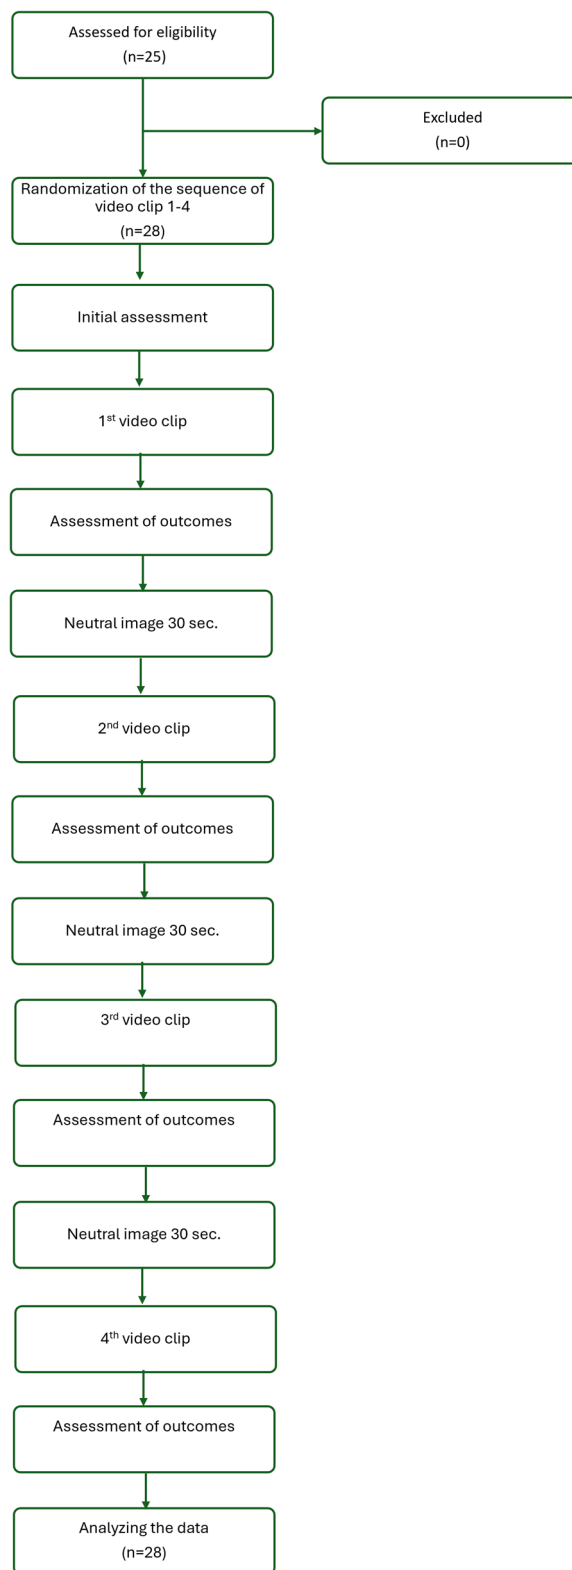 Assessed for eligibility
(n=25)
Excluded
(n=0)
Randomization of the sequence of
video clip 1-4
(n=28)
Initial assessment
1st video clip
Assessment of outcomes
Neutral image 30 sec.
2nd video clip
Assessment of outcomes
Neutral image 30 sec.
3rd video clip
Assessment of outcomes
Neutral image 30 sec.
4th video clip
Assessment of outcomes
Analyzing the data
(n=28)